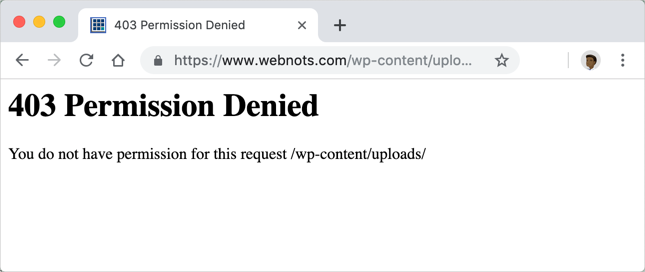 403 Permission Denied
https://www.webnots.com/wp-content/uplo...
403 Permission Denied
You do not have permission for this request /wp-content/uploads/